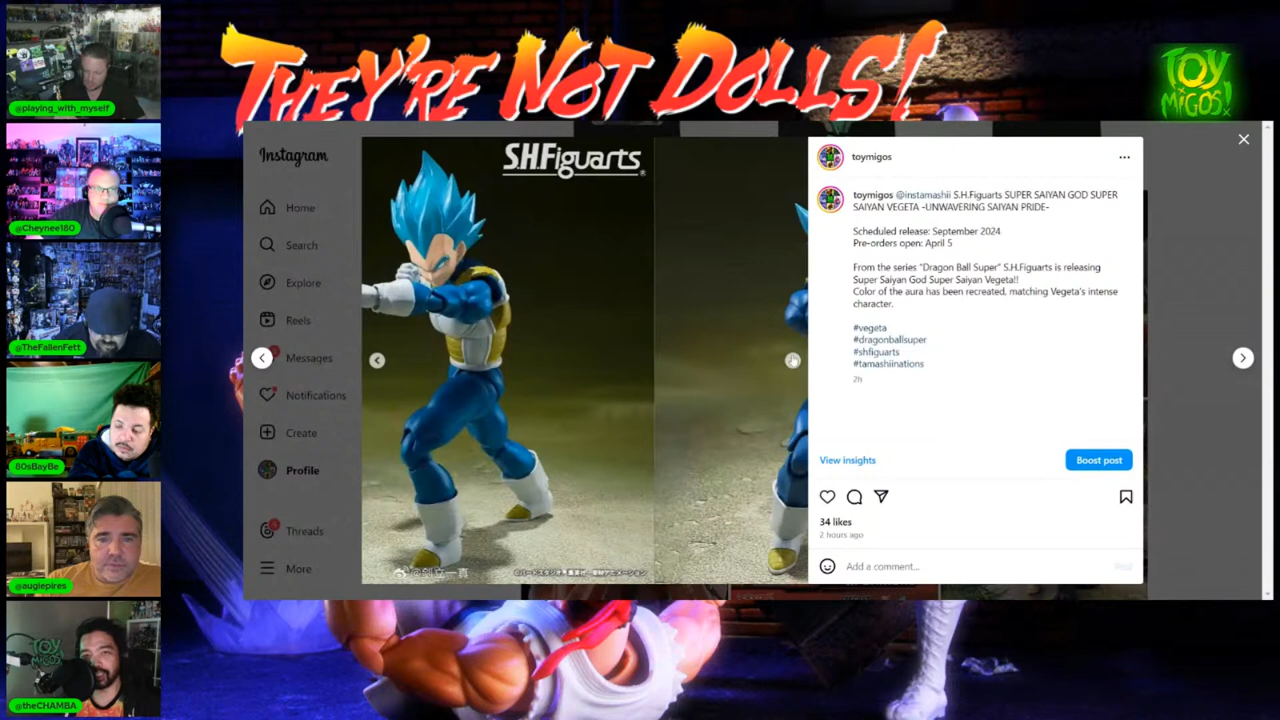 THEY'RE NOT DOLLS!
TOY
MIGOS!
@playing_with_myself
@Cheynee180
@TheFallenFett
80sBayBe
@augiepires
@theCHAMBA
Instagram
Home
Search
Explore
Reels
Messages
Notifications
Create
Profile
Threads
More
S.H.Figuarts
toymigos
toymigos @instamashii S.H.Figuarts SUPER SAIYAN GOD SUPER
SAIYAN VEGETA -UNWAVERING SAIYAN PRIDE-
Scheduled release: September 2024
Pre-orders open: April 5
From the series "Dragon Ball Super" S.H.Figuarts is releasing
Super Saiyan God Super Saiyan Vegeta!!
Color of the aura has been recreated, matching Vegeta's intense
character.
#vegeta
#dragonballsuper
#shfiguarts
#tamashiinations
2h
View insights
Boost post
34 likes
2 hours ago
Add a comment...
Post
TOY
MIGOS